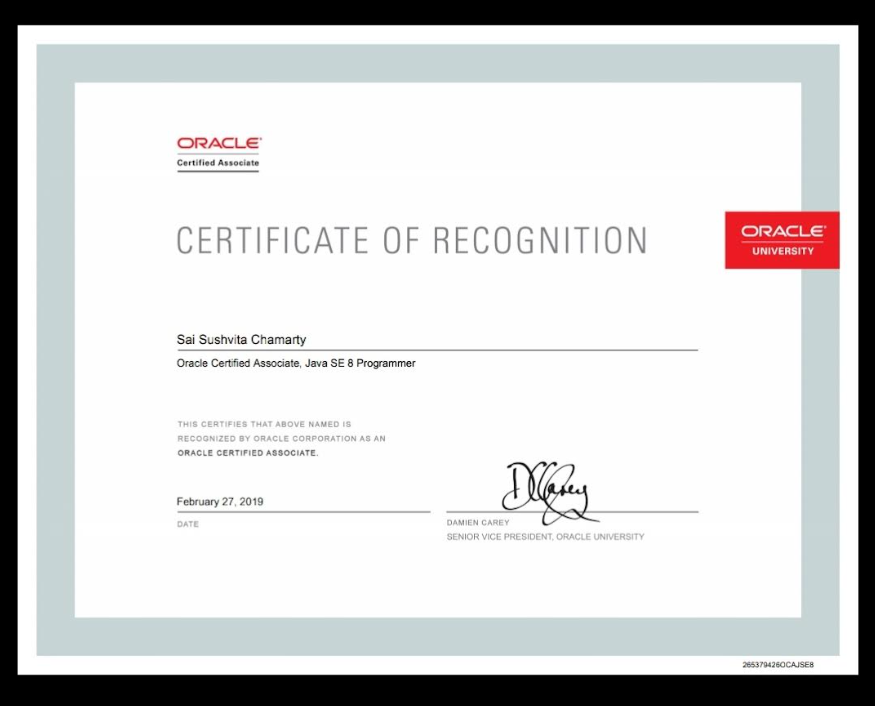 ORACLE
Certified Associate
CERTIFICATE OF RECOGNITION
ORACLE
UNIVERSITY
Sai Sushvita Chamarty
Oracle Certified Associate, Java SE 8 Programmer
THIS CERTIFIES THAT ABOVE NAMED IS
RECOGNIZED BY ORACLE CORPORATION AS AN
ORACLE CERTIFIED ASSOCIATE.
DCarey
February 27, 2019
DATE
DAMIEN CAREY
SENIOR VICE PRESIDENT, ORACLE UNIVERSITY
265379426OCAJSE8